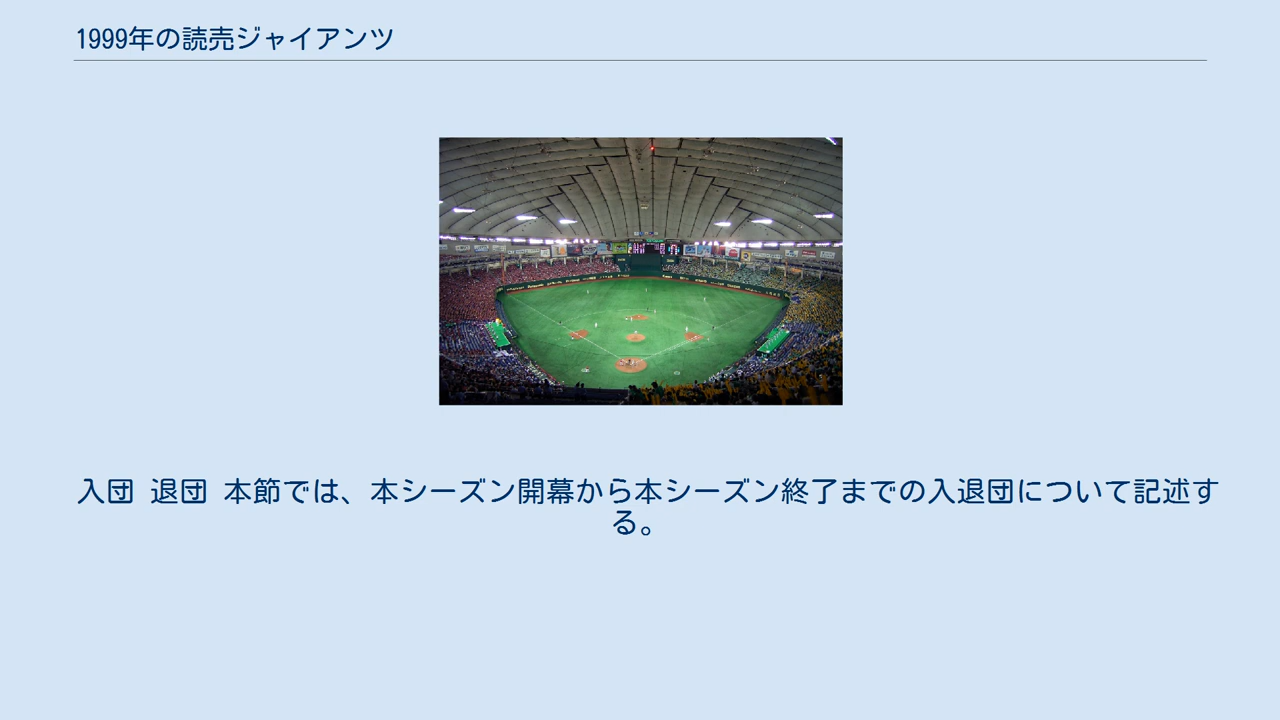 1999年の読売ジャイアンツ
入団 退団 本節では、本シーズン開幕から本シーズン終了までの入退団について記述す
る。